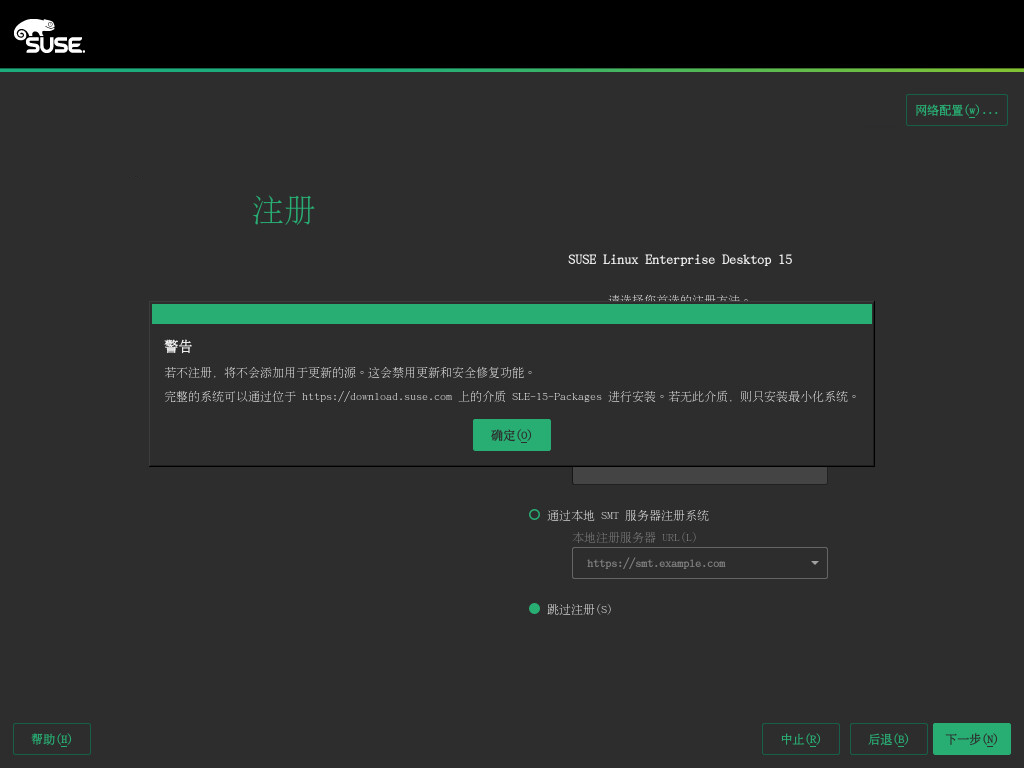 SUSE.
网络配置(w)...
注册
SUSE Linux Enterprise Desktop 15
请选择您首选的注册方法。
警告
若不注册, 将不会添加用于更新的源。这会禁用更新和安全修复功能。
完整的系统可以通过位于 https://download.suse.com 上的介质 SLE-15-Packages 进行安装。若无此介质, 则只安装最小化系统。
确定(O)
通过本地 SMT 服务器注册系统
本地注册服务器 URL(L)
https://smt.example.com
跳过注册(S)
帮助(H)
中止(R)
后退(B)
下一步(N)